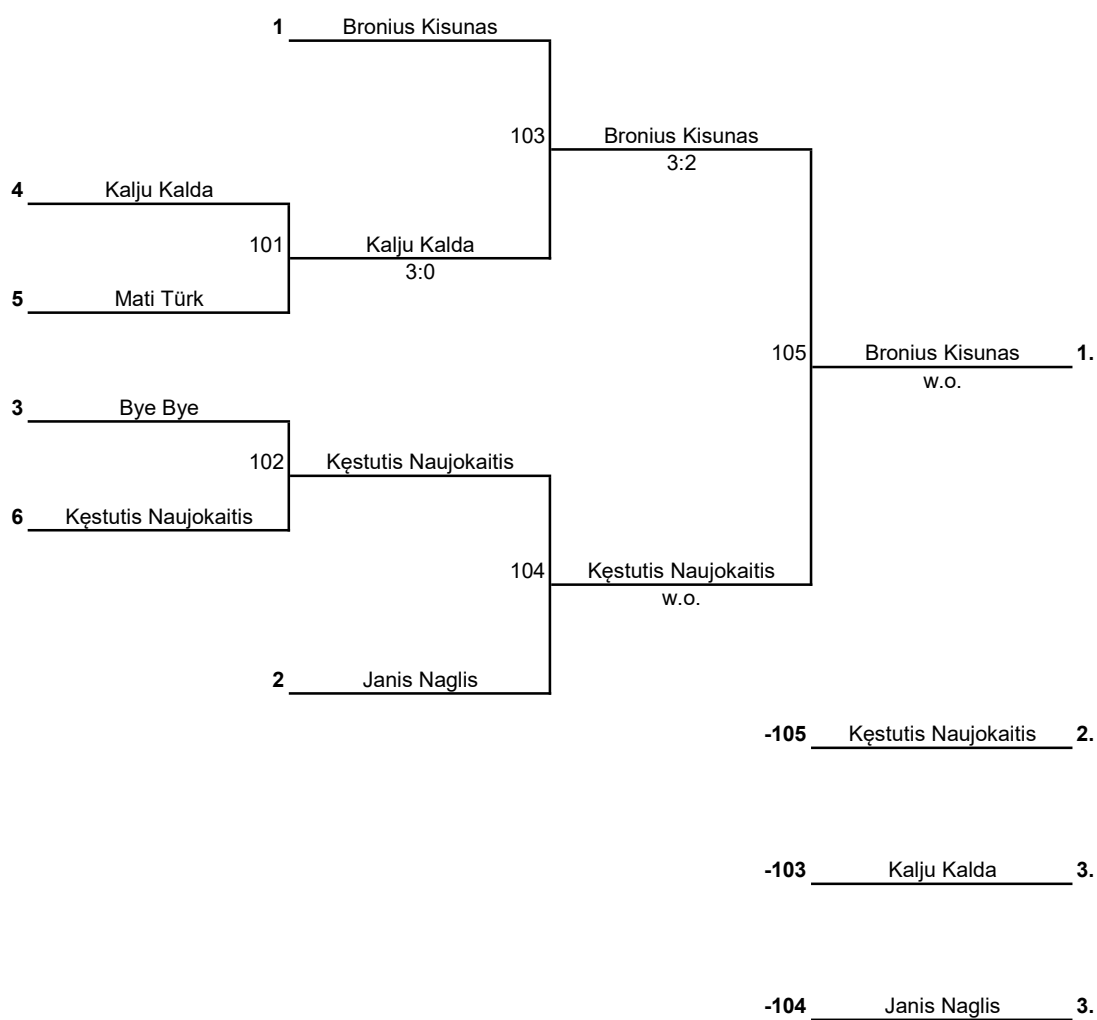 1 Bronius Kisunas
103 Bronius Kisunas
3:2
4 Kalju Kalda
101 Kalju Kalda
3:0
5 Mati Türk
105 Bronius Kisunas 1.
w.o.
3 Bye Bye
102 Kęstutis Naujokaitis
6 Kęstutis Naujokaitis
104 Kęstutis Naujokaitis
w.o.
2 Janis Naglis
-105 Kęstutis Naujokaitis 2.
-103 Kalju Kalda 3.
-104 Janis Naglis 3.